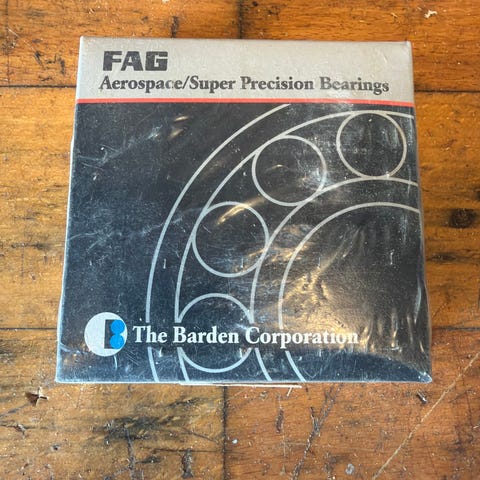 FAG
Aerospace/Super Precision Bearings
The Barden Corporation